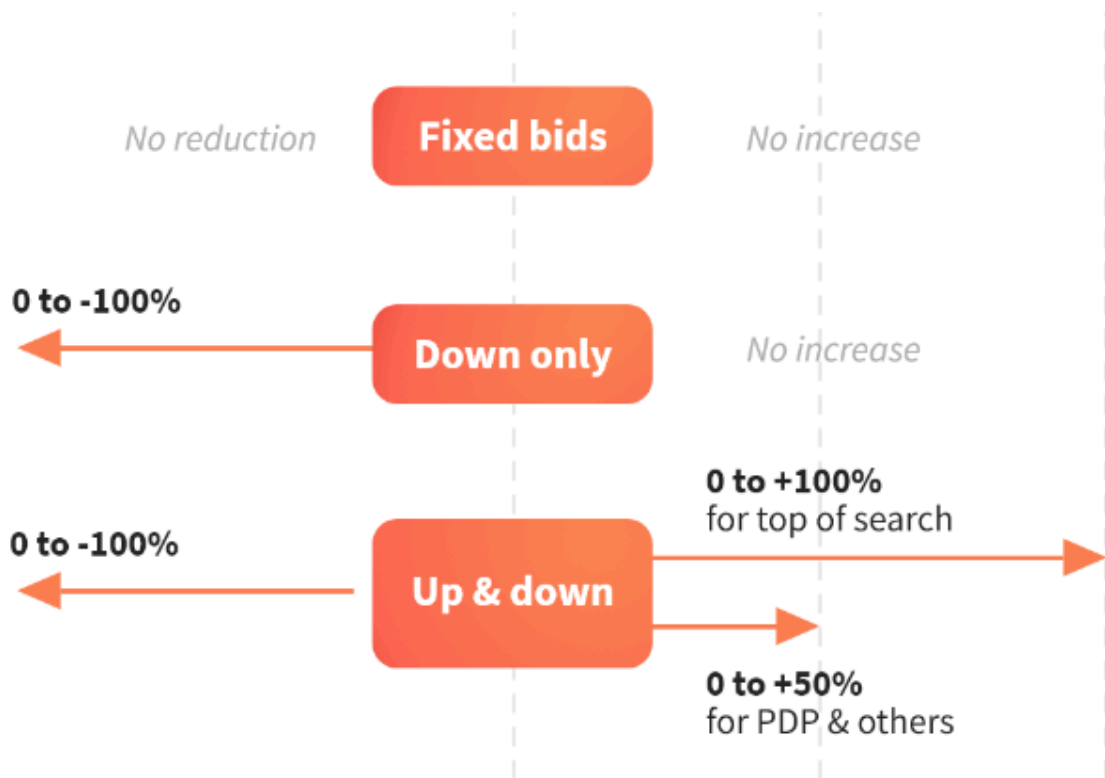 No reduction
Fixed bids
No increase
0 to -100%
Down only
No increase
0 to -100%
Up & down
0 to +100%
for top of search
0 to +50%
for PDP & others